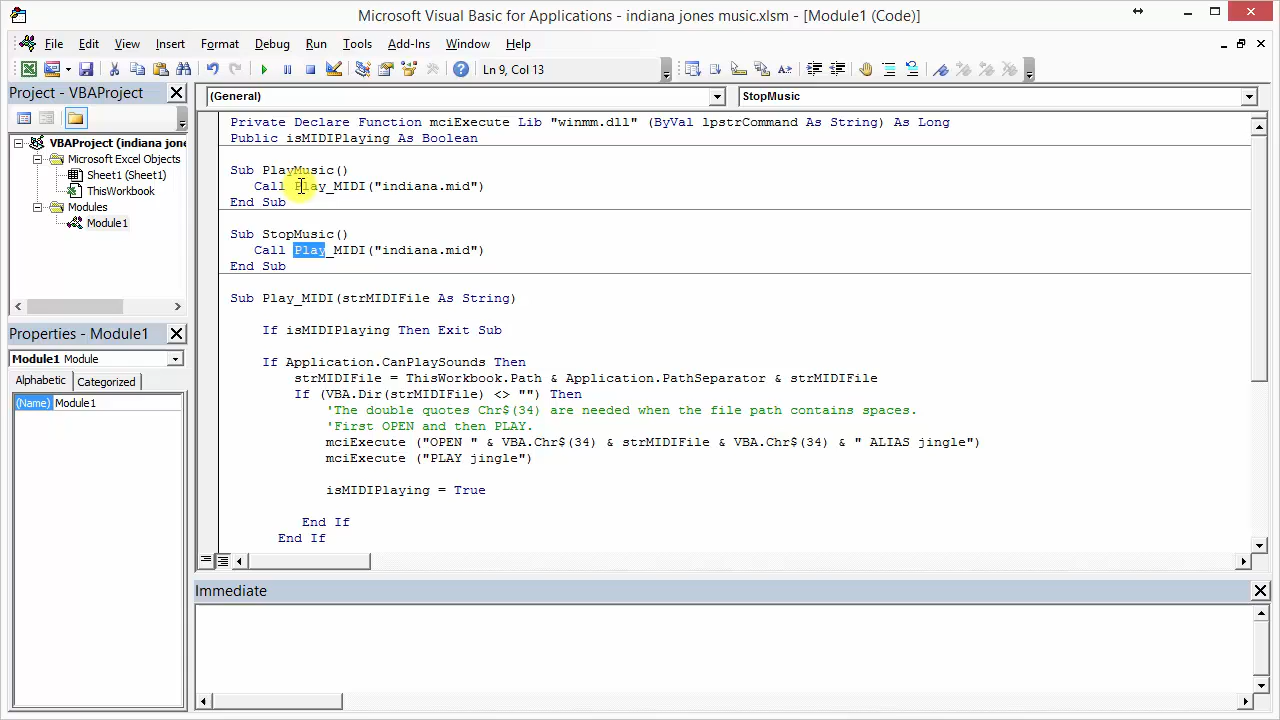 Microsoft Visual Basic for Applications - indiana jones music.xlsm - [Module1 (Code)]
File Edit View Insert Format Debug Run Tools Add-Ins Window Help
Ln 9, Col 13
Project - VBAProject
(General)
StopMusic
VBAProject (indiana jone
Microsoft Excel Objects
Sheet1 (Sheet1)
ThisWorkbook
Modules
Module1
Properties - Module1
Module1 Module
Alphabetic Categorized
(Name) Module1
Private Declare Function mciExecute Lib "winmm.dll" (ByVal lpstrCommand As String) As Long
Public isMIDIPlaying As Boolean
Sub PlayMusic()
Call Play_MIDI("indiana.mid")
End Sub
Sub StopMusic()
Call Play_MIDI("indiana.mid")
End Sub
Sub Play_MIDI(strMIDIFile As String)
If isMIDIPlaying Then Exit Sub
If Application.CanPlaySounds Then
strMIDIFile = ThisWorkbook.Path & Application.PathSeparator & strMIDIFile
If (VBA.Dir(strMIDIFile) <> "") Then
'The double quotes Chr$(34) are needed when the file path contains spaces.
'First OPEN and then PLAY.
mciExecute ("OPEN " & VBA.Chr$(34) & strMIDIFile & VBA.Chr$(34) & " ALIAS jingle")
mciExecute ("PLAY jingle")
isMIDIPlaying = True
End If
End If
Immediate